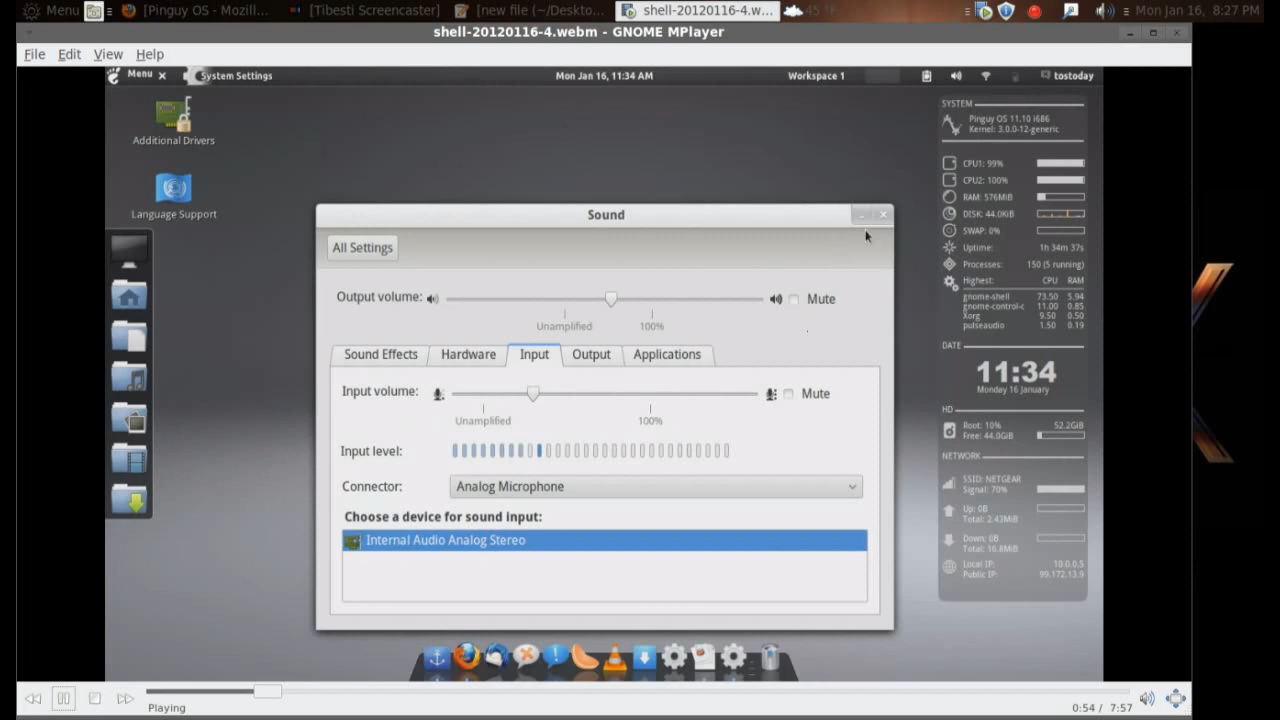 Menu [Pinguy OS - Mozill... [Tibesti Screencaster] [new file (~/Deskto... shell-20120116-4.w... 45 °F Mon Jan 16, 8:27 PM
shell-20120116-4.webm - GNOME MPlayer
File Edit View Help
Menu System Settings Mon Jan 16, 11:34 AM Workspace 1 tostoday
Additional Drivers
Language Support
Sound
All Settings
Output volume: Mute
Unamplified 100%
Sound Effects Hardware Input Output Applications
Input volume: Mute
Unamplified 100%
Input level:
Connector: Analog Microphone
Choose a device for sound input:
Internal Audio Analog Stereo
SYSTEM
Pinguy OS 11.10 i686
Kernel: 3.0.0-12-generic
CPU1: 99%
CPU2: 100%
RAM: 576MiB
DISK: 44.0KiB
SWAP: 0%
Uptime: 1h 34m 37s
Processes: 150 (5 running)
Highest: CPU RAM
gnome-shell 73.50 5.94
gnome-control-c 11.00 0.85
Xorg 9.50 0.50
pulseaudio 1.50 0.19
DATE
11:34
Monday 16 January
HD
Root: 10% 52.2GiB
Free: 44.0GiB
NETWORK
SSID: NETGEAR
Signal: 70%
Up: 0B
Total: 2.43MiB
Down: 0B
Total: 16.8MiB
Local IP: 10.0.0.5
Public IP: 99.172.13.9
Playing 0:54 / 7:57